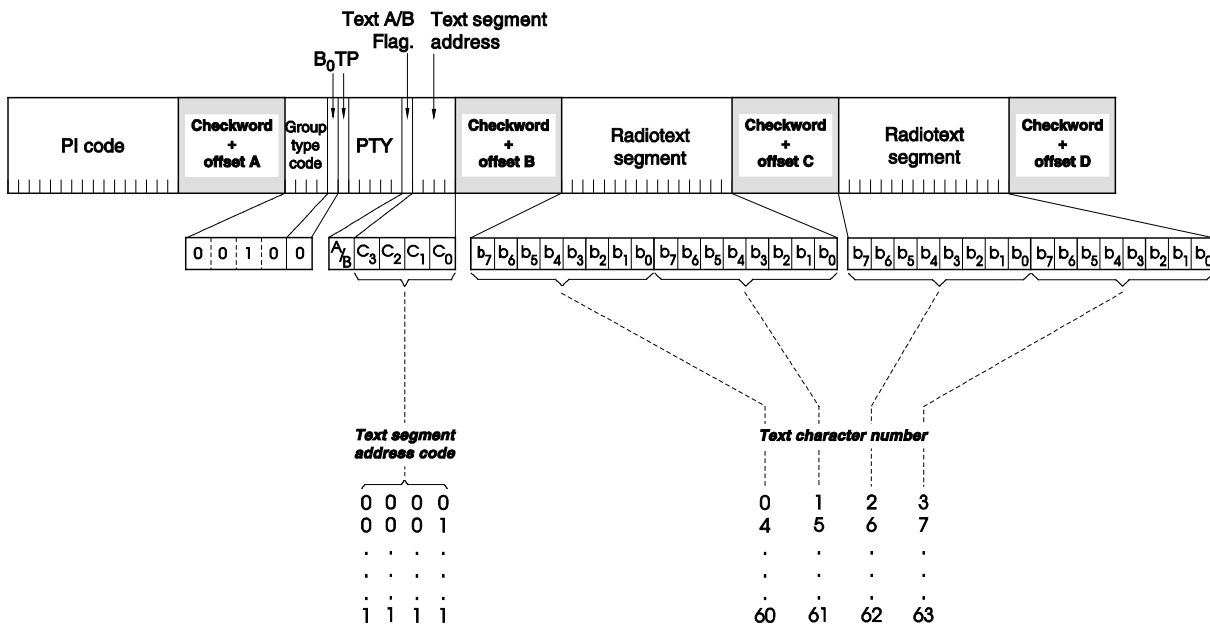 Text A/B
Flag.
Text segment
address
B0 TP
PI code
Checkword
+
offset A
Group
type
code
PTY
Checkword
+
offset B
Radiotext
segment
Checkword
+
offset C
Radiotext
segment
Checkword
+
offset D
0 0 1 0 0
A/B C3 C2 C1 C0
b7 b6 b5 b4 b3 b2 b1 b0 b7 b6 b5 b4 b3 b2 b1 b0
b7 b6 b5 b4 b3 b2 b1 b0 b7 b6 b5 b4 b3 b2 b1 b0
Text segment
address code
Text character number
0 0 0 0
0 1 2 3
0 0 0 1
4 5 6 7
. . . .
. . . .
. . . .
. . . .
. . . .
. . . .
1 1 1 1
60 61 62 63